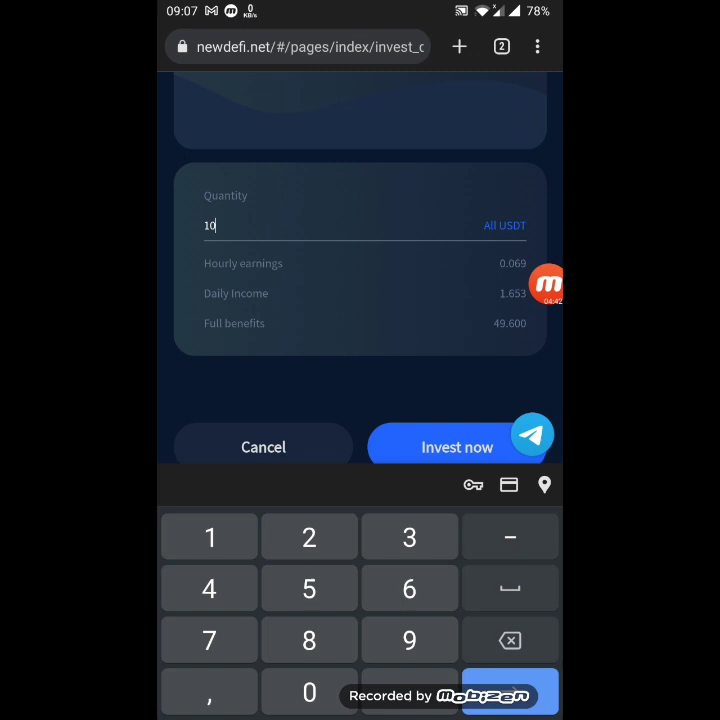 09:07 0 KB/s 78%
newdefi.net/#/pages/index/invest_c
2
Quantity
10 All USDT
Hourly earnings 0.069
Daily Income 1.653
04:42
Full benefits 49.600
Cancel Invest now
1 2 3 -
4 5 6
7 8 9
, 0
Recorded by mobizen